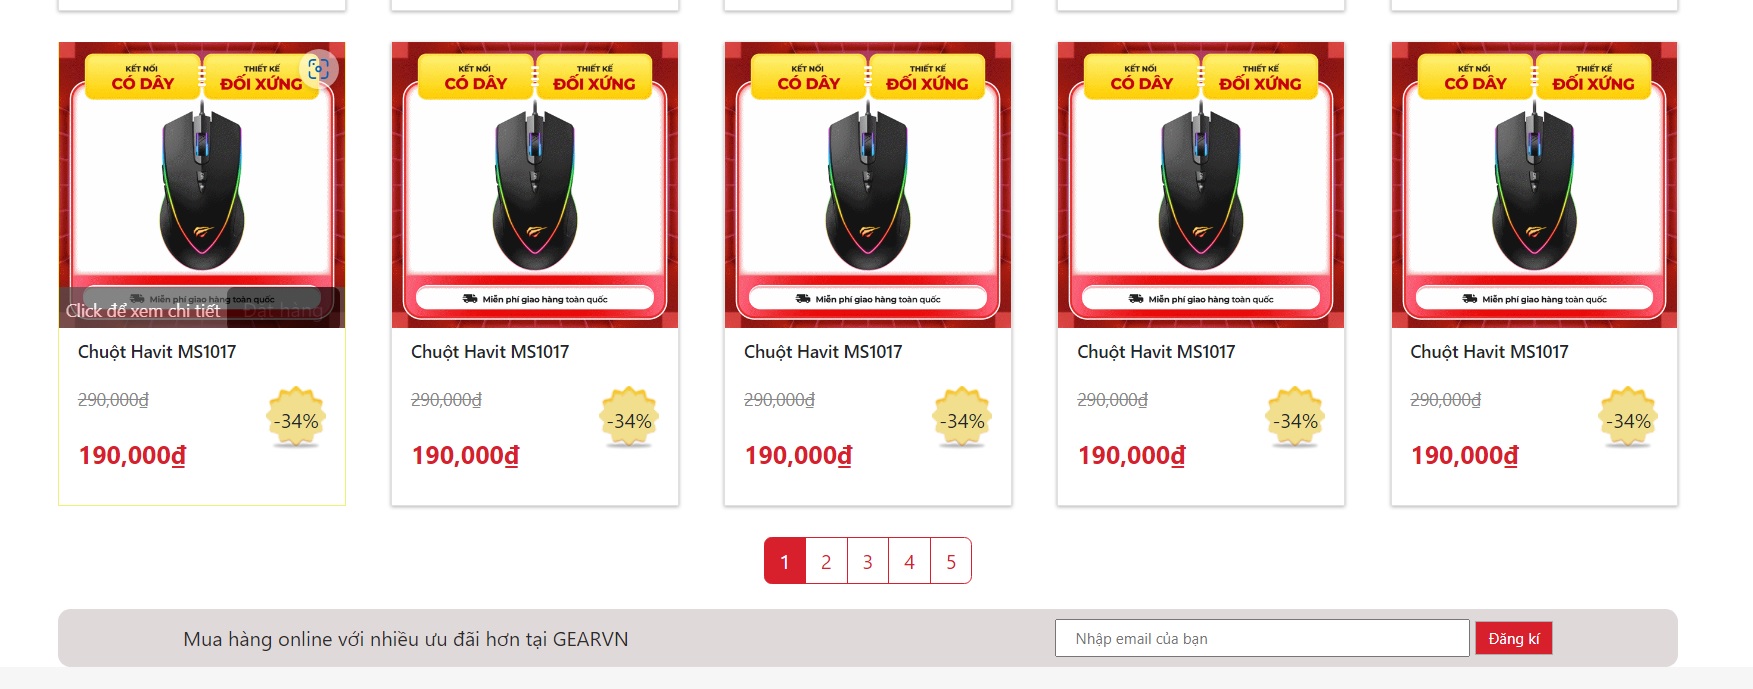 KẾT NỐI
CÓ DÂY
THIẾT KẾ
ĐỐI XỨNG
KẾT NỐI
CÓ DÂY
THIẾT KẾ
ĐỐI XỨNG
KẾT NỐI
CÓ DÂY
THIẾT KẾ
ĐỐI XỨNG
KẾT NỐI
CÓ DÂY
THIẾT KẾ
ĐỐI XỨNG
KẾT NỐI
CÓ DÂY
THIẾT KẾ
ĐỐI XỨNG
Miễn phí giao hàng toàn quốc
Miễn phí giao hàng toàn quốc
Miễn phí giao hàng toàn quốc
Miễn phí giao hàng toàn quốc
Miễn phí giao hàng toàn quốc
Click để xem chi tiết
Đặt hàng
Chuột Havit MS1017
Chuột Havit MS1017
Chuột Havit MS1017
Chuột Havit MS1017
Chuột Havit MS1017
290,000₫
-34%
290,000₫
-34%
290,000₫
-34%
290,000₫
-34%
290,000₫
-34%
190,000₫
190,000₫
190,000₫
190,000₫
190,000₫
1 2 3 4 5
Mua hàng online với nhiều ưu đãi hơn tại GEARVN
Nhập email của bạn
Đăng kí